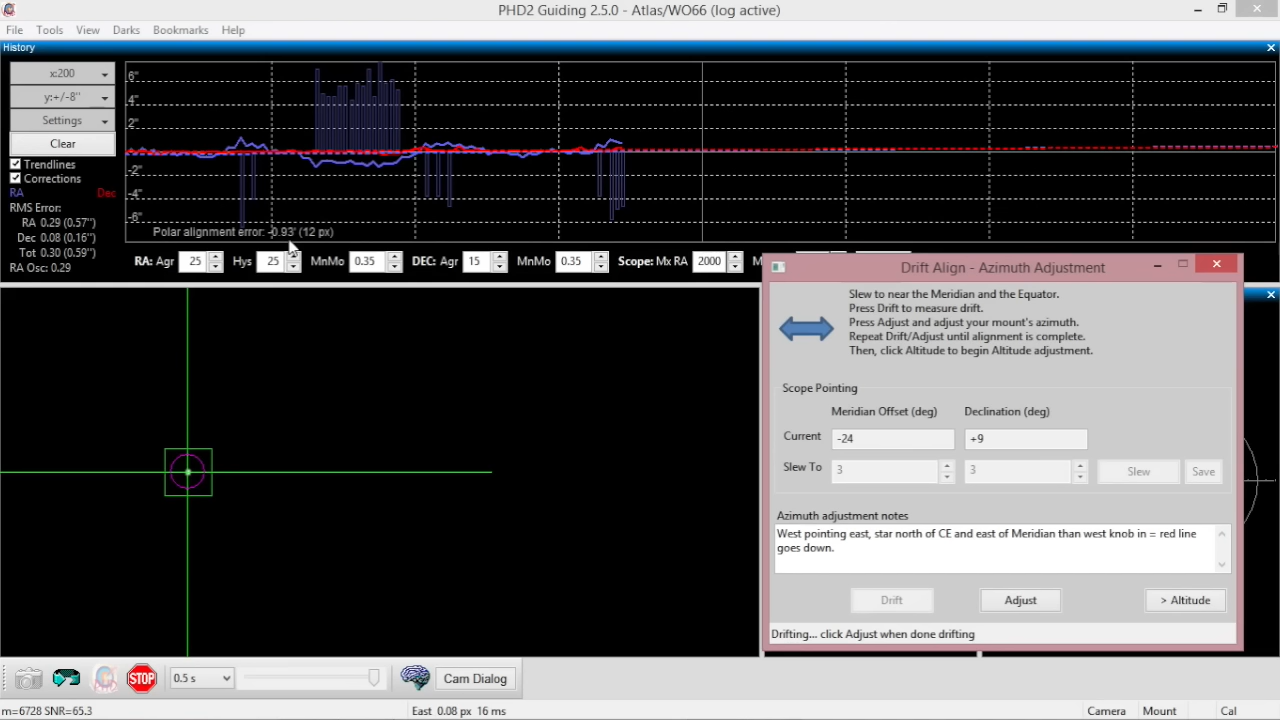 PHD2 Guiding 2.5.0 - Atlas/WO66 (log active)
File Tools View Darks Bookmarks Help
History
x:200
y:+/-8"
Settings
Clear
Trendlines
Corrections
RA Dec
RMS Error:
RA 0.29 (0.57")
Dec 0.08 (0.16")
Tot 0.30 (0.59")
RA Osc: 0.29
6"
4"
2"
-2"
-4"
-6"
Polar alignment error: -0.93' (12 px)
RA: Agr 25 Hys 25 MnMo 0.35 DEC: Agr 15 MnMo 0.35 Scope: Mx RA 2000
Drift Align - Azimuth Adjustment
Slew to near the Meridian and the Equator.
Press Drift to measure drift.
Press Adjust and adjust your mount's azimuth.
Repeat Drift/Adjust until alignment is complete.
Then, click Altitude to begin Altitude adjustment.
Scope Pointing
Meridian Offset (deg) Declination (deg)
Current -24 +9
Slew To 3 3 Slew Save
Azimuth adjustment notes
West pointing east, star north of CE and east of Meridian than west knob in = red line
goes down.
Drift Adjust > Altitude
Drifting... click Adjust when done drifting
STOP 0.5 s Cam Dialog
m=6728 SNR=65.3 East 0.08 px 16 ms Camera Mount Cal